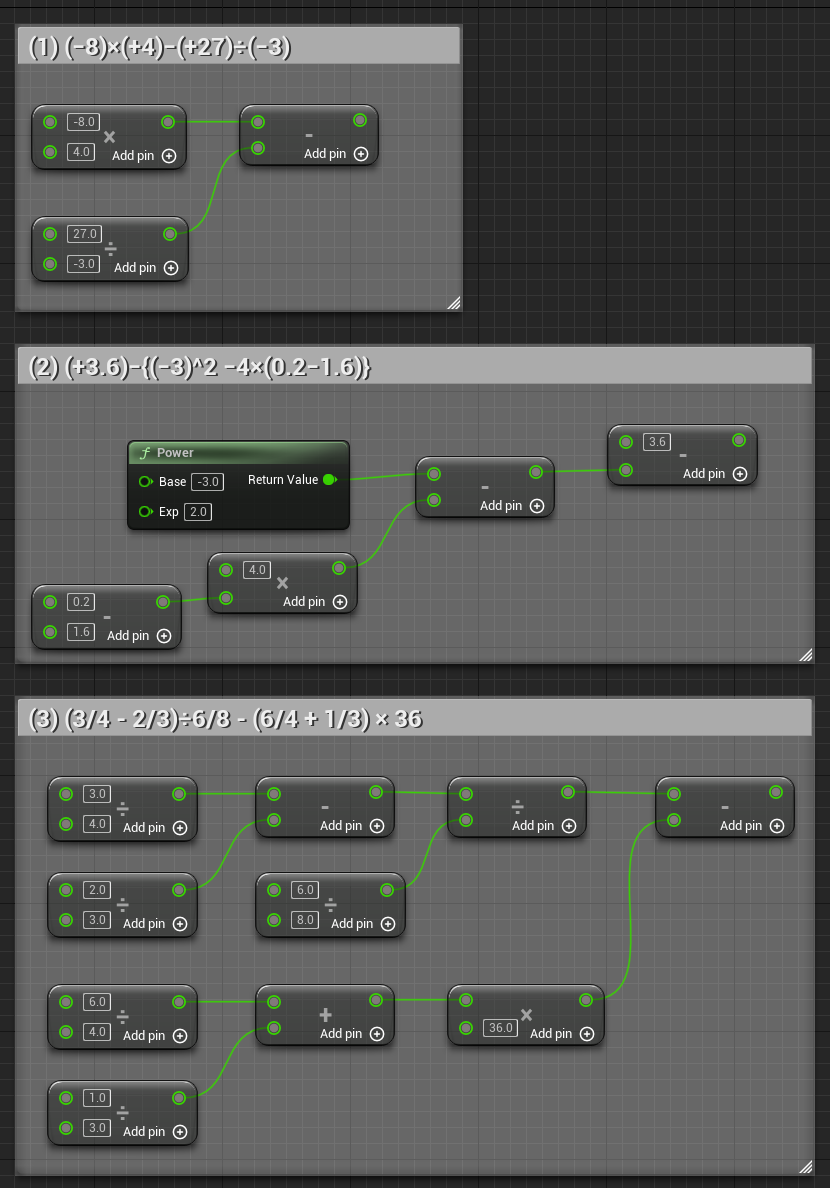 (1) (−8)×(+4)−(+27)÷(−3)
-8.0
×
4.0
Add pin
-
Add pin
27.0
÷
-3.0
Add pin
(2) (+3.6)−{(−3)^2 −4×(0.2−1.6)}
3.6
-
Add pin
f Power
Base -3.0
Return Value
Exp 2.0
-
Add pin
4.0
×
Add pin
0.2
-
1.6
Add pin
(3) (3/4 - 2/3)÷6/8 - (6/4 + 1/3) × 36
3.0
÷
4.0
Add pin
-
Add pin
÷
Add pin
-
Add pin
2.0
÷
3.0
Add pin
6.0
÷
8.0
Add pin
6.0
÷
4.0
Add pin
+
Add pin
×
36.0
Add pin
1.0
÷
3.0
Add pin